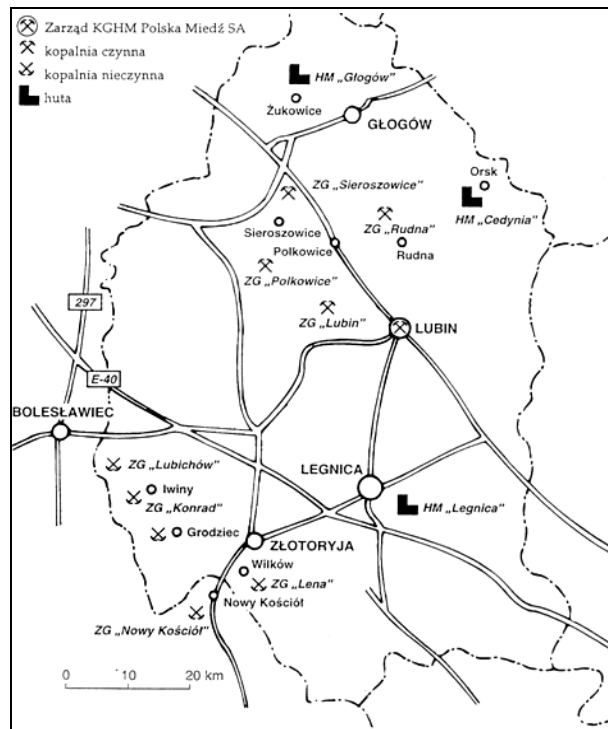 Zarząd KGHM Polska Miedź SA
kopalnia czynna
kopalnia nieczynna
huta
HM „Głogów”
Żukowice
GŁOGÓW
Orsk
ZG „Sieroszowice”
HM „Cedynia”
ZG „Rudna”
Sieroszowice
Rudna
Polkowice
ZG „Polkowice”
297
ZG „Lubin”
LUBIN
E-40
BOLESŁAWIEC
ZG „Lubichów”
LEGNICA
Iwiny
ZG „Konrad”
HM „Legnica”
Grodziec
ZŁOTORYJA
Wilków
ZG „Lena”
Nowy Kościół
ZG „Nowy Kościół”
0 10 20 km